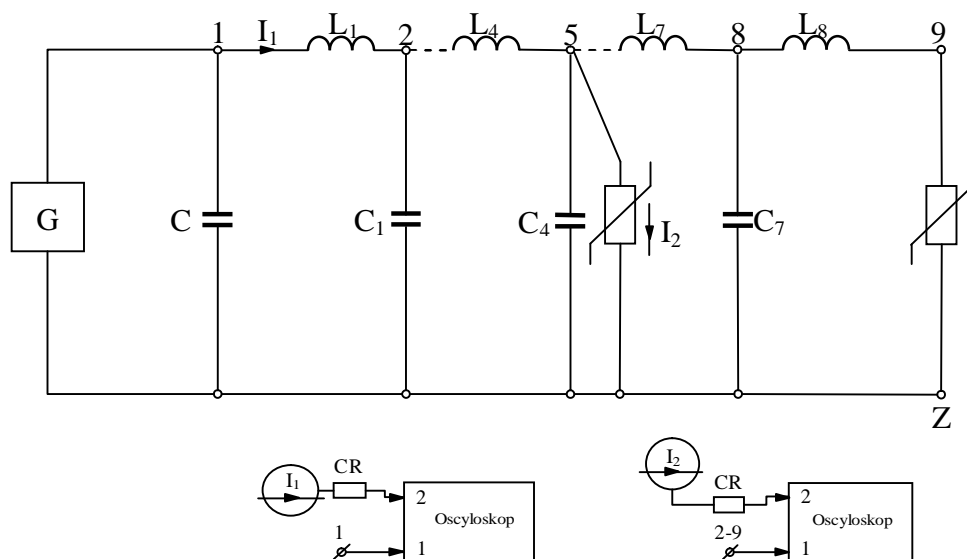 1 I₁ L₁ 2 L₄ 5 L₇ 8 L₈ 9
G C C₁ C₄ I₂ C₇
Z
I₁ CR 2 Oscyloskop
1 1
I₂ CR 2 Oscyloskop
2-9 1